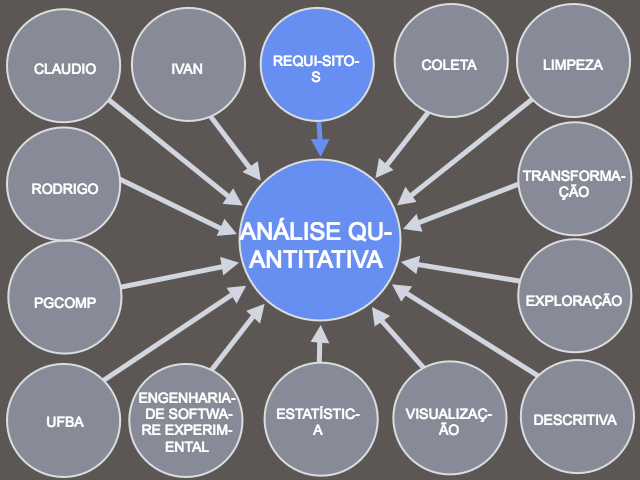 CLAUDIO
IVAN
REQUI-SITO-
S
COLETA
LIMPEZA
RODRIGO
TRANSFORMA-
ÇÃO
ANÁLISE QU-
ANTITATIVA
PGCOMP
EXPLORAÇÃO
UFBA
ENGENHARIA-
DE SOFTWA-
RE EXPERIM-
ENTAL
ESTATÍSTIC-
A
VISUALIZAÇ-
ÃO
DESCRITIVA